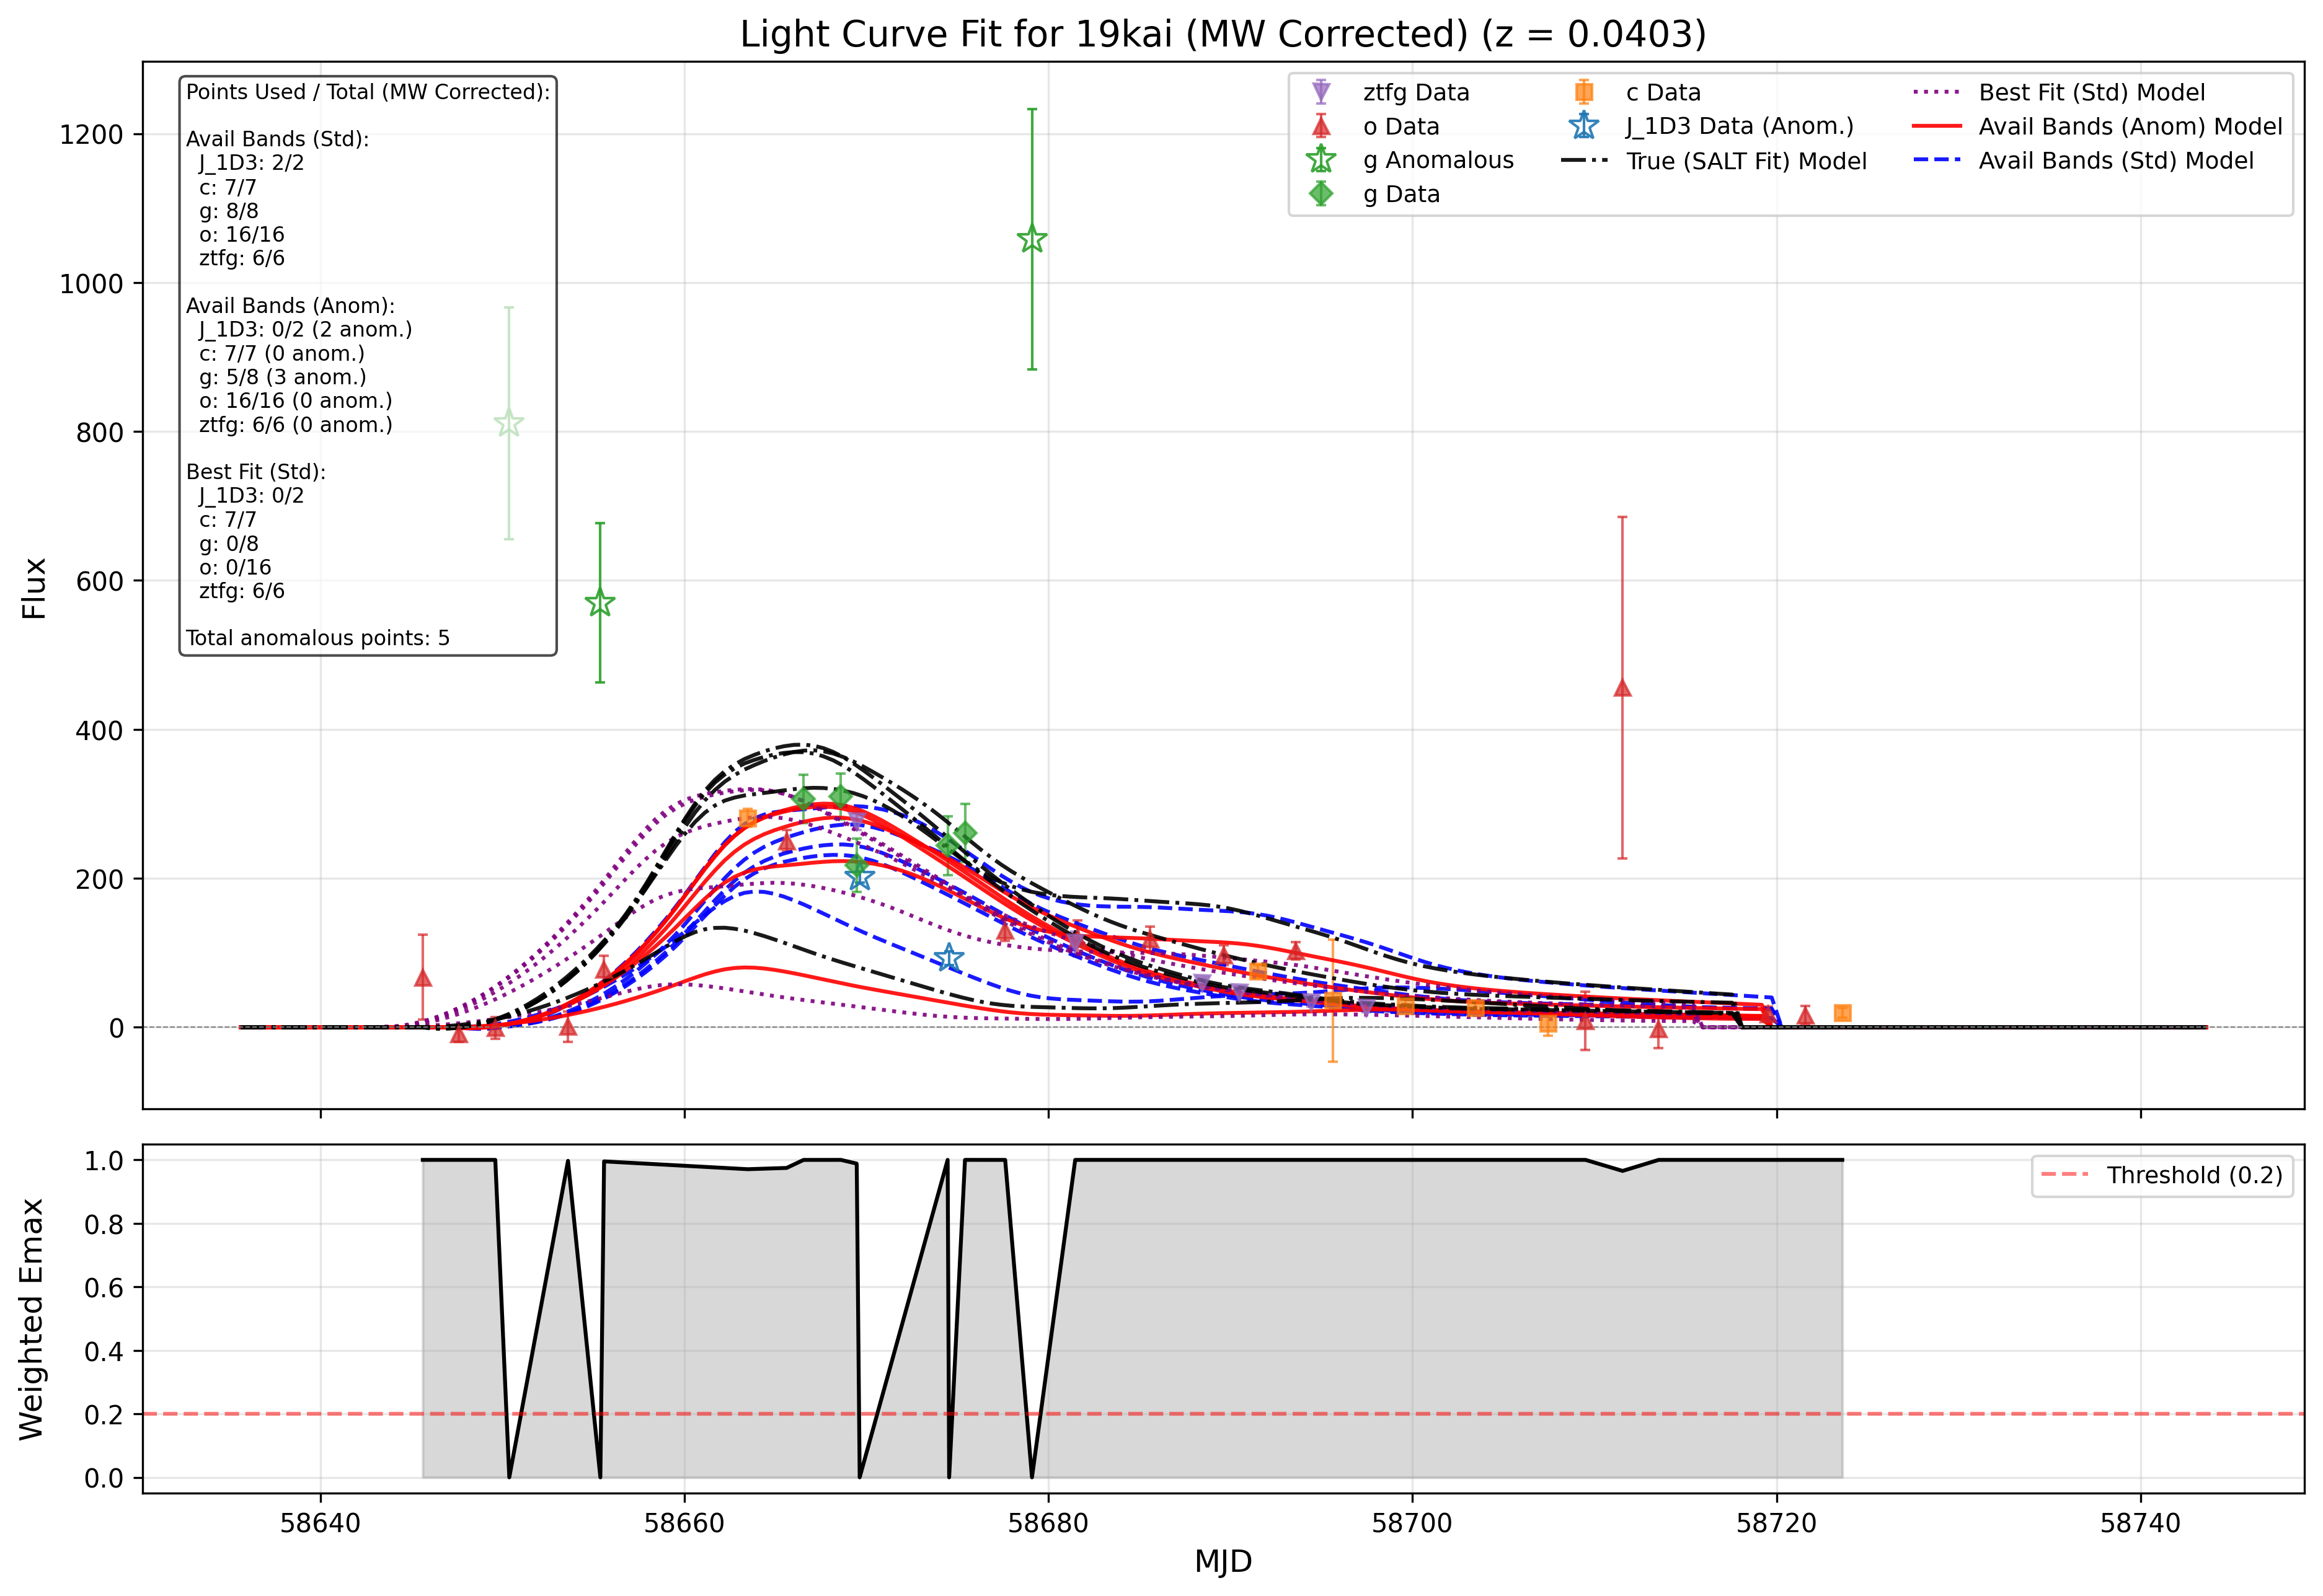 Light Curve Fit for 19kai (MW Corrected) (z = 0.0403)
Points Used / Total (MW Corrected):
Avail Bands (Std):
J_1D3: 2/2
c: 7/7
g: 8/8
o: 16/16
ztfg: 6/6
Avail Bands (Anom):
J_1D3: 0/2 (2 anom.)
c: 7/7 (0 anom.)
g: 5/8 (3 anom.)
o: 16/16 (0 anom.)
ztfg: 6/6 (0 anom.)
Best Fit (Std):
J_1D3: 0/2
c: 7/7
g: 0/8
o: 0/16
ztfg: 6/6
Total anomalous points: 5
ztfg Data
o Data
g Anomalous
g Data
c Data
J_1D3 Data (Anom.)
True (SALT Fit) Model
Best Fit (Std) Model
Avail Bands (Anom) Model
Avail Bands (Std) Model
Flux
1200
1000
800
600
400
200
0
Weighted Emax
1.0
0.8
0.6
0.4
0.2
0.0
Threshold (0.2)
58640
58660
58680
58700
58720
58740
MJD